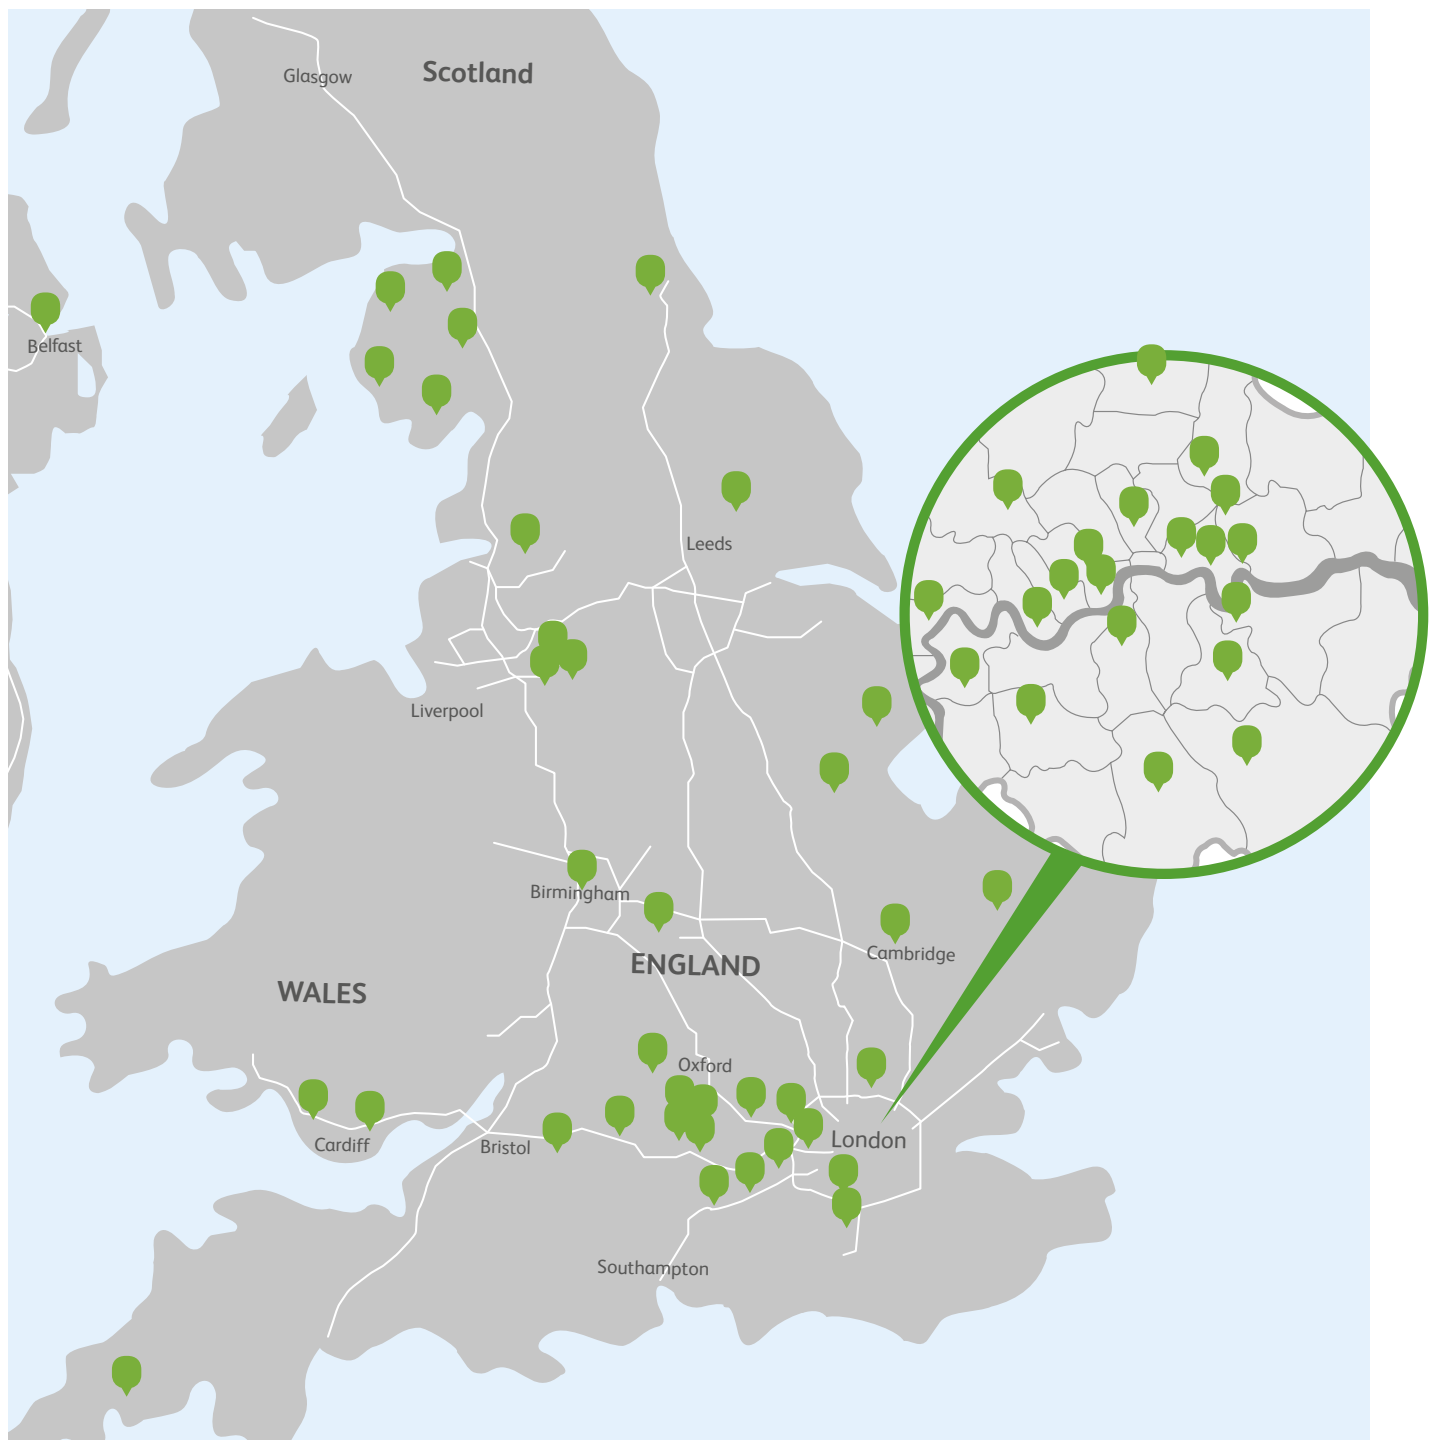 Scotland
Glasgow
Belfast
Leeds
Liverpool
Birmingham
Cambridge
ENGLAND
WALES
Oxford
London
Cardiff
Bristol
Southampton